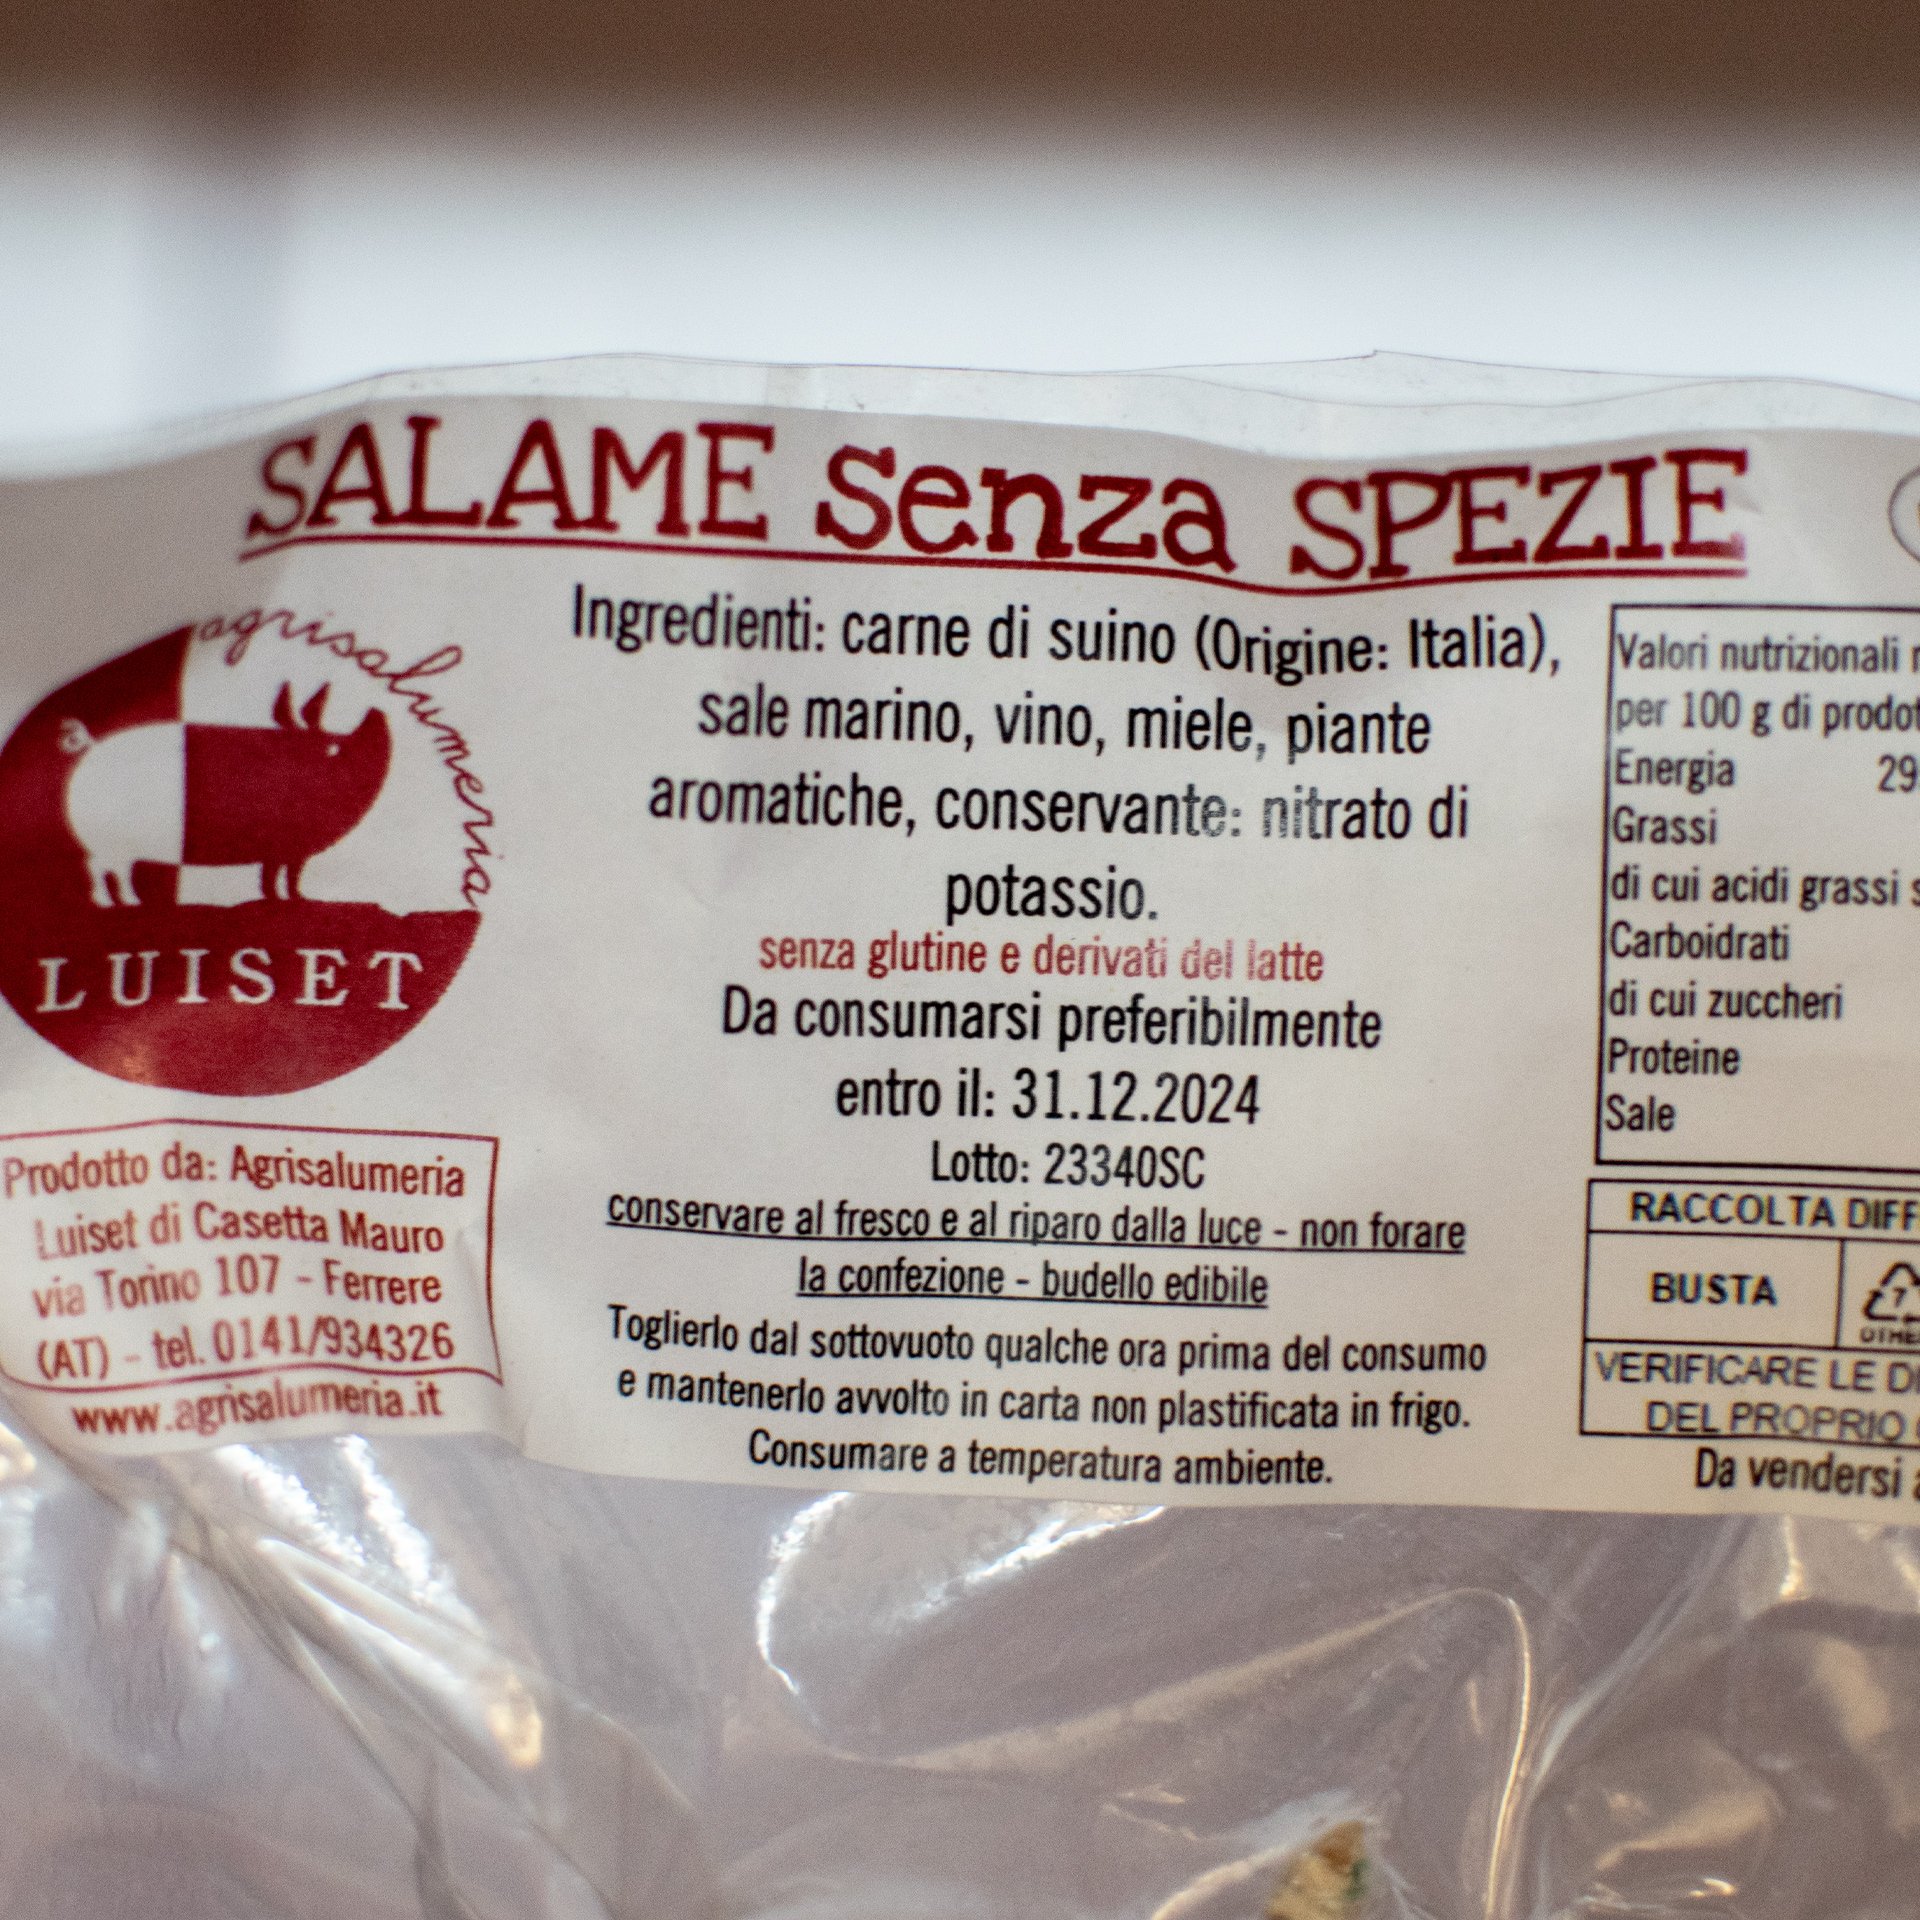 SALAME senza SPEZIE
agrisalumeria
LUISET
Prodotto da: Agrisalumeria
Luiset di Casetta Mauro
via Torino 107 - Ferrere
(AT) - tel. 0141/934326
www.agrisalumeria.it
Ingredienti: carne di suino (Origine: Italia),
sale marino, vino, miele, piante
aromatiche, conservante: nitrato di
potassio.
senza glutine e derivati del latte
Da consumarsi preferibilmente
entro il: 31.12.2024
Lotto: 23340SC
conservare al fresco e al riparo dalla luce - non forare
la confezione - budello edibile
Toglierlo dal sottovuoto qualche ora prima del consumo
e mantenerlo avvolto in carta non plastificata in frigo.
Consumare a temperatura ambiente.
Valori nutrizionali
per 100 g di
Energia 29
Grassi
di cui acidi grassi
Carboidrati
di cui zuccheri
Proteine
Sale
RACCOLTA
BUSTA
7
VERIFICARE LE
DEL PROPRIO
Da vendersi